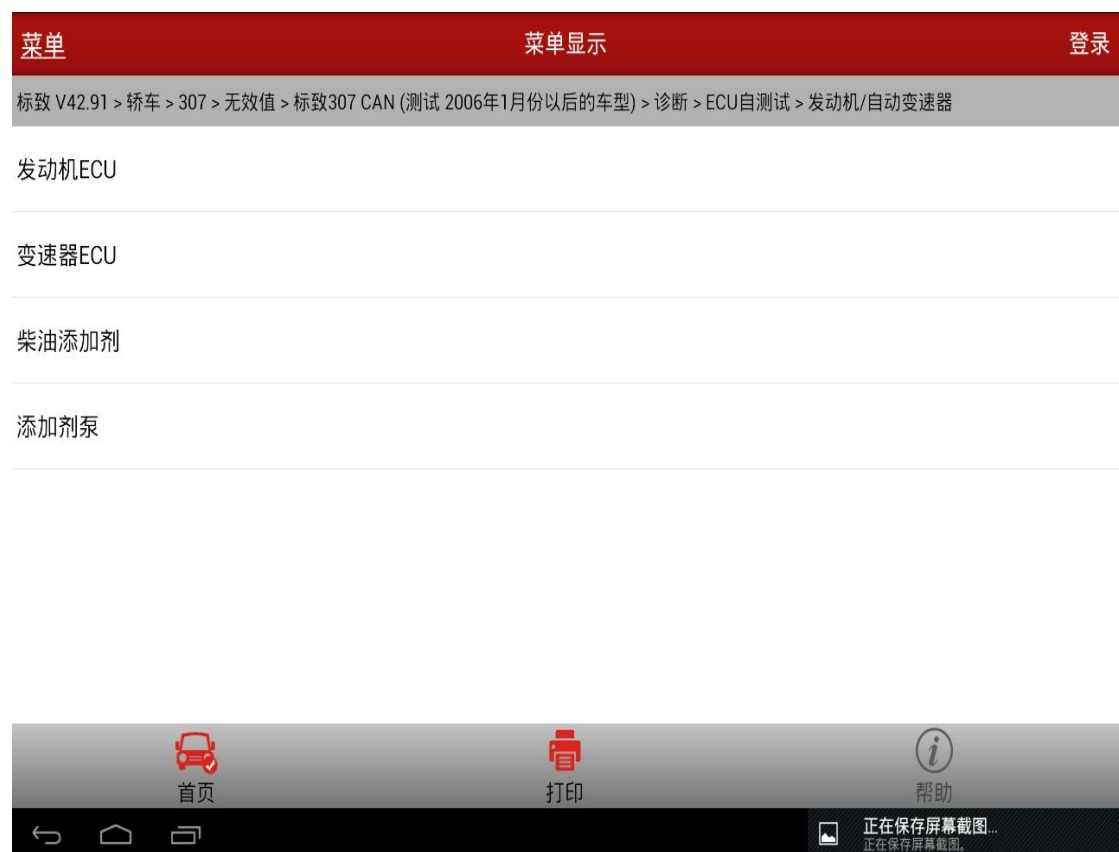 菜单 菜单显示 登录
标致 V42.91 > 轿车 > 307 > 无效值 > 标致307 CAN (测试 2006年1月份以后的车型) > 诊断 > ECU自测试 > 发动机/自动变速器
发动机ECU
变速器ECU
柴油添加剂
添加剂泵
首页 打印 帮助
正在保存屏幕截图...
正在保存屏幕截图。